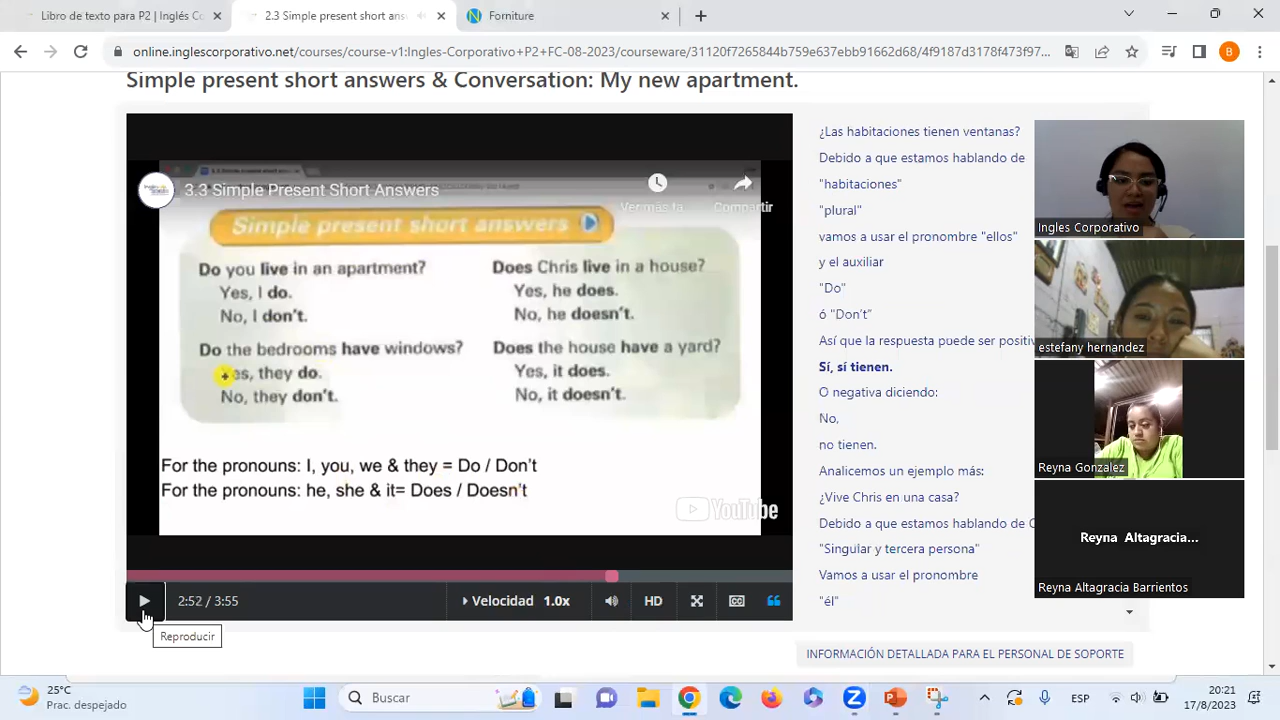 Libro de texto para P2 | Inglés C
2.3 Simple present short answ
Forniture
online.inglescorporativo.net/courses/course-v1:Ingles-Corporativo+P2+FC-08-2023/courseware/31120f7265844b759e637ebb91662d68/4f9187d3178f473f97...
B
Simple present short answers & Conversation: My new apartment.
3.3 Simple Present Short Answers
Ver más ta
Compartir
Simple present short answers
Do you live in an apartment?
Yes, I do.
No, I don't.
Do the bedrooms have windows?
Yes, they do.
No, they don't.
Does Chris live in a house?
Yes, he does.
No, he doesn't.
Does the house have a yard?
Yes, it does.
No, it doesn't.
For the pronouns: I, you, we & they = Do / Don't
For the pronouns: he, she & it= Does / Doesn't
YouTube
2:52 / 3:55
Velocidad 1.0x
HD
Reproducir
¿Las habitaciones tienen ventanas?
Debido a que estamos hablando de
"habitaciones"
"plural"
vamos a usar el pronombre "ellos"
y el auxiliar
"Do"
ó "Don't"
Así que la respuesta puede ser positiv
Sí, sí tienen.
O negativa diciendo:
No,
no tienen.
Analicemos un ejemplo más:
¿Vive Chris en una casa?
Debido a que estamos hablando de C
"Singular y tercera persona"
Vamos a usar el pronombre
"él"
INFORMACIÓN DETALLADA PARA EL PERSONAL DE SOPORTE
Ingles Corporativo
estefany hernandez
Reyna Gonzalez
Reyna Altagracia...
Reyna Altagracia Barrientos
25°C
Prac. despejado
Buscar
ESP
20:21
17/8/2023